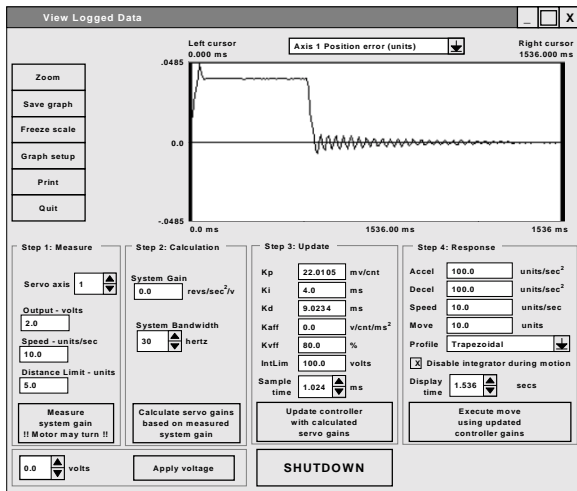 View Logged Data
_ X
Left cursor
0.000 ms
Axis 1 Position error (units)
Right cursor
1536.000 ms
Zoom
Save graph
Freeze scale
Graph setup
Print
Quit
.0485
0.0
-.0485
0.0 ms 1536.00 ms 1536 ms
Step 1: Measure
Servo axis 1
Output - volts
2.0
Speed - units/sec
10.0
Distance Limit - units
5.0
Measure
system gain
!! Motor may turn !!
Step 2: Calculation
System Gain
0.0 revs/sec²/v
System Bandwidth
30 hertz
Calculate servo gains
based on measured
system gain
Step 3: Update
Kp 22.0105 mv/cnt
Ki 4.0 ms
Kd 9.0234 ms
Kaff 0.0 v/cnt/ms²
Kvff 80.0 %
IntLim 100.0 volts
Sample
time 1.024 ms
Update controller
with calculated
servo gains
Step 4: Response
Accel 100.0 units/sec²
Decel 100.0 units/sec²
Speed 10.0 units/sec
Move 10.0 units
Profile Trapezoidal
X Disable integrator during motion
Display
time 1.536 secs
Execute move
using updated
controller gains
0.0 volts
Apply voltage
SHUTDOWN